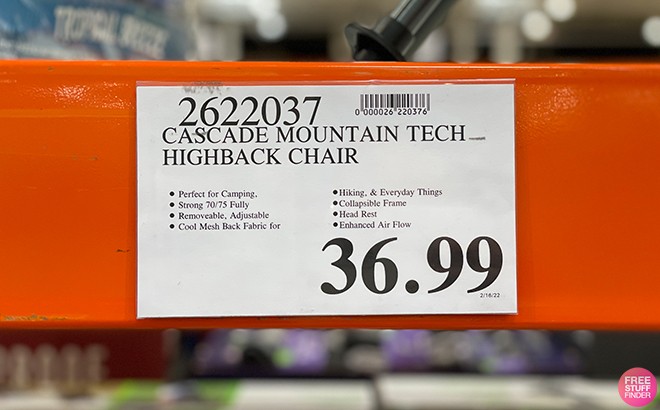 TROPICAL BREEZE
2622037
0 000026 220376
CASCADE MOUNTAIN TECH
HIGHBACK CHAIR
• Perfect for Camping,
• Strong 70/75 Fully
• Removeable, Adjustable
• Cool Mesh Back Fabric for
• Hiking, & Everyday Things
• Collapsible Frame
• Head Rest
• Enhanced Air Flow
36.99
2/16/22
FREE
STUFF
FINDER